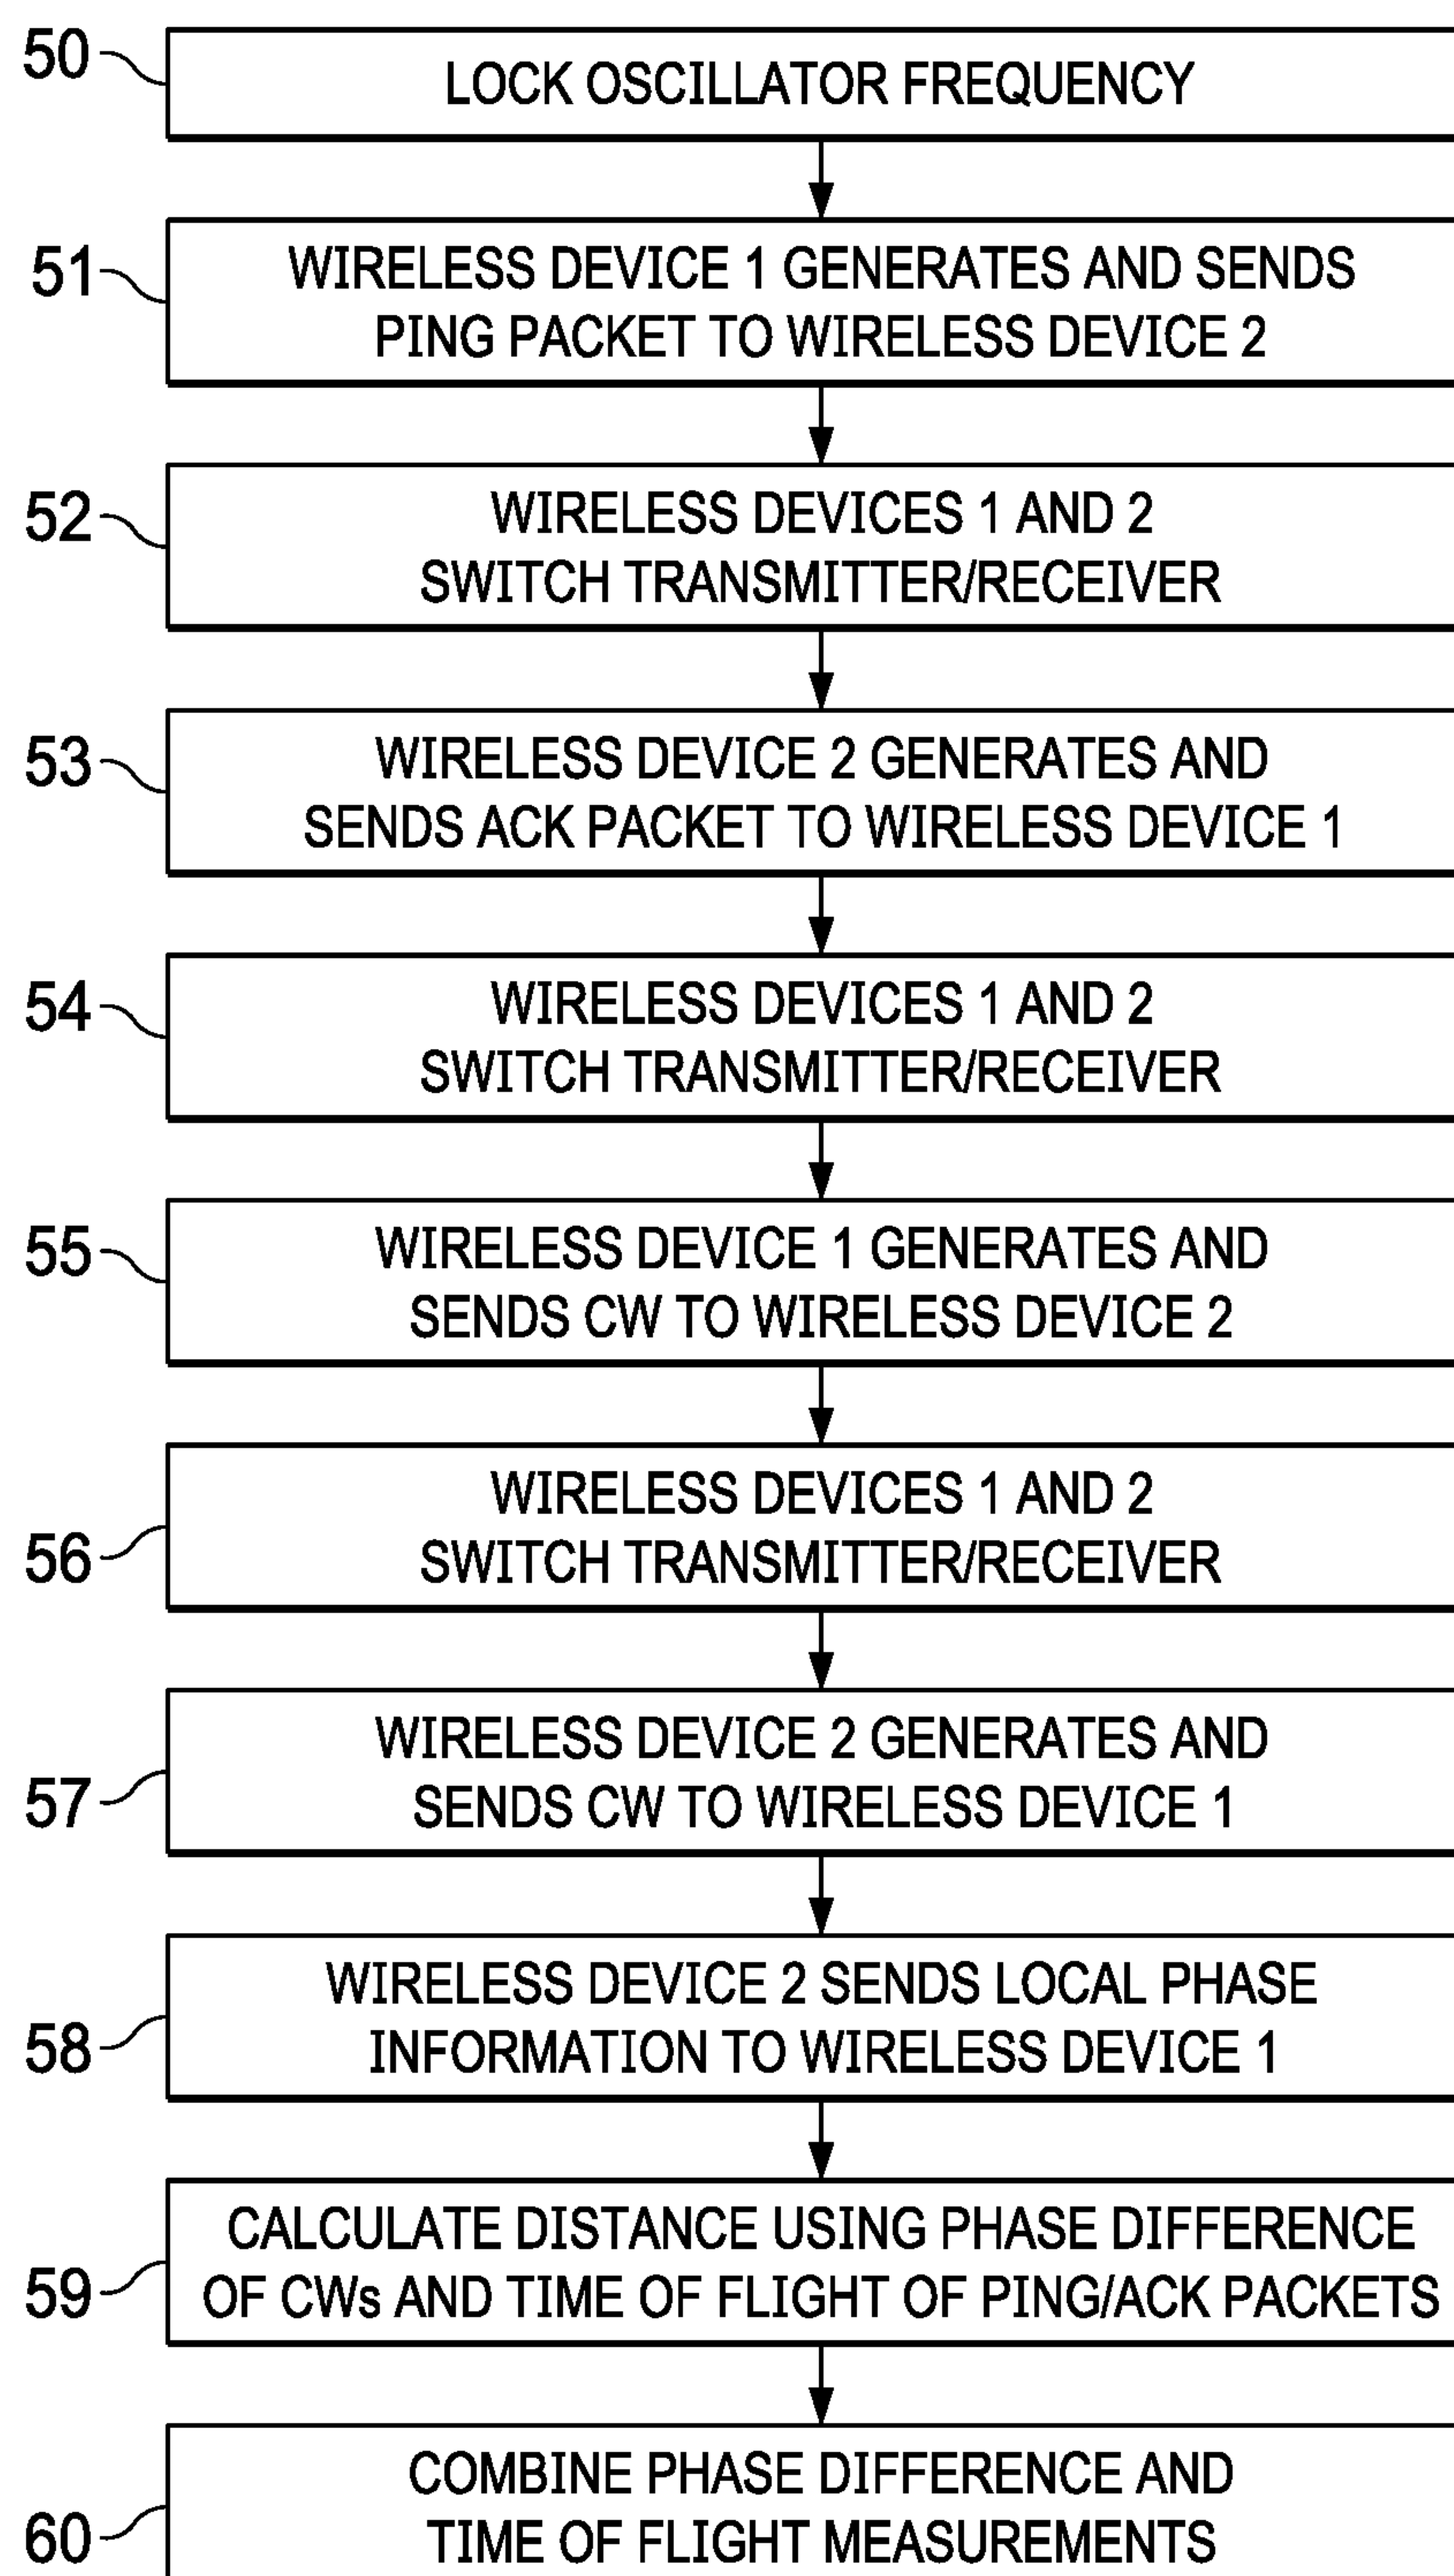 50
LOCK OSCILLATOR FREQUENCY
51
WIRELESS DEVICE 1 GENERATES AND SENDS
PING PACKET TO WIRELESS DEVICE 2
52
WIRELESS DEVICES 1 AND 2
SWITCH TRANSMITTER/RECEIVER
53
WIRELESS DEVICE 2 GENERATES AND
SENDS ACK PACKET TO WIRELESS DEVICE 1
54
WIRELESS DEVICES 1 AND 2
SWITCH TRANSMITTER/RECEIVER
55
WIRELESS DEVICE 1 GENERATES AND
SENDS CW TO WIRELESS DEVICE 2
56
WIRELESS DEVICES 1 AND 2
SWITCH TRANSMITTER/RECEIVER
57
WIRELESS DEVICE 2 GENERATES AND
SENDS CW TO WIRELESS DEVICE 1
58
WIRELESS DEVICE 2 SENDS LOCAL PHASE
INFORMATION TO WIRELESS DEVICE 1
59
CALCULATE DISTANCE USING PHASE DIFFERENCE
OF CWs AND TIME OF FLIGHT OF PING/ACK PACKETS
60
COMBINE PHASE DIFFERENCE AND
TIME OF FLIGHT MEASUREMENTS